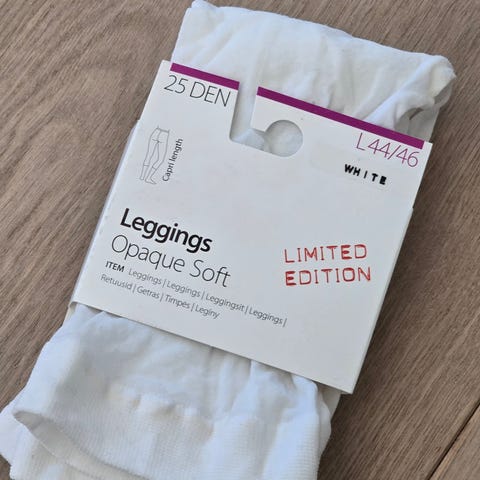 25 DEN
L 44/46
WHITE
Capri length
Leggings
Opaque Soft
LIMITED
EDITION
ITEM Leggings | Leggings | Leggingsit | Leggings |
Retuusid | Getras | Timpės | Leginy